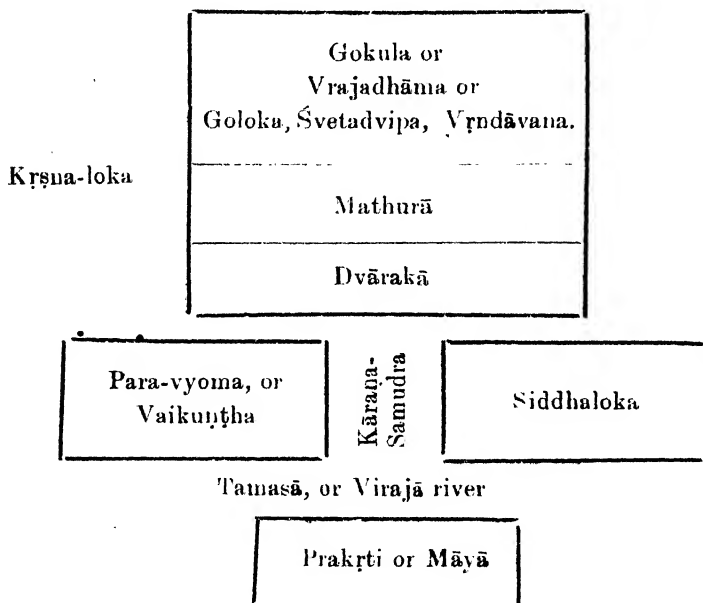 Gokula or
Vrajadhāma or
Goloka, Śvetadvipa, Vṛndāvana.
Kṛṣṇa-loka
Mathurā
Dvārakā
Para-vyoma, or
Vaikuṇṭha
Kāraṇa-
Samudra
Siddhaloka
Tamasā, or Virajā river
Prakṛti or Māyā